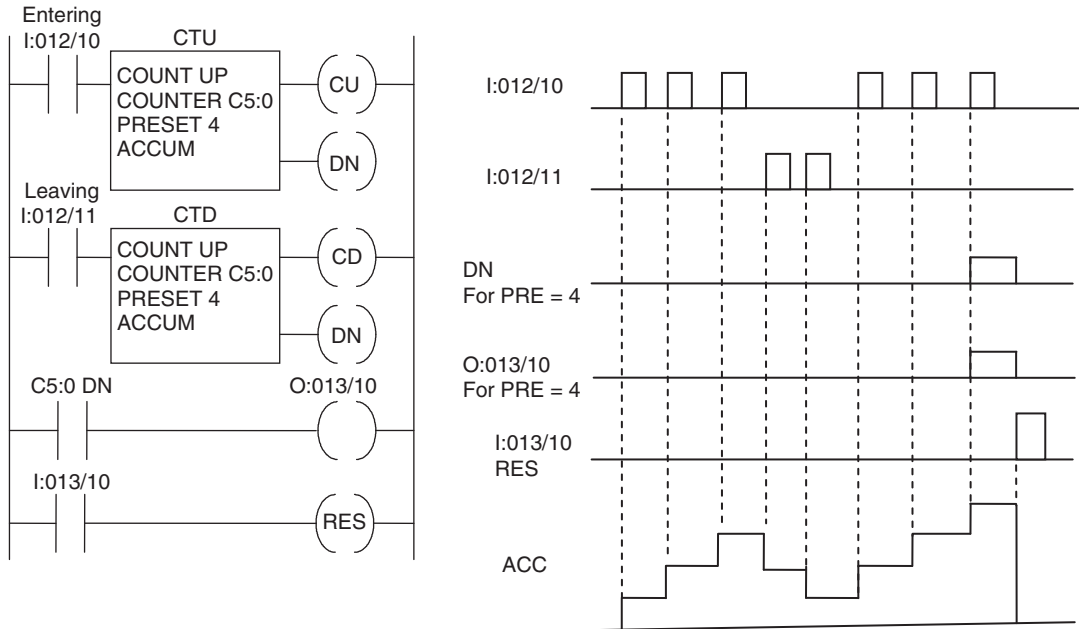 Entering
I:012/10
CTU
COUNT UP
COUNTER C5:0
PRESET 4
ACCUM
CU
DN
Leaving
I:012/11
CTD
COUNT UP
COUNTER C5:0
PRESET 4
ACCUM
CD
DN
C5:0 DN
O:013/10
I:013/10
RES
I:012/10
I:012/11
DN
For PRE = 4
O:013/10
For PRE = 4
I:013/10
RES
ACC